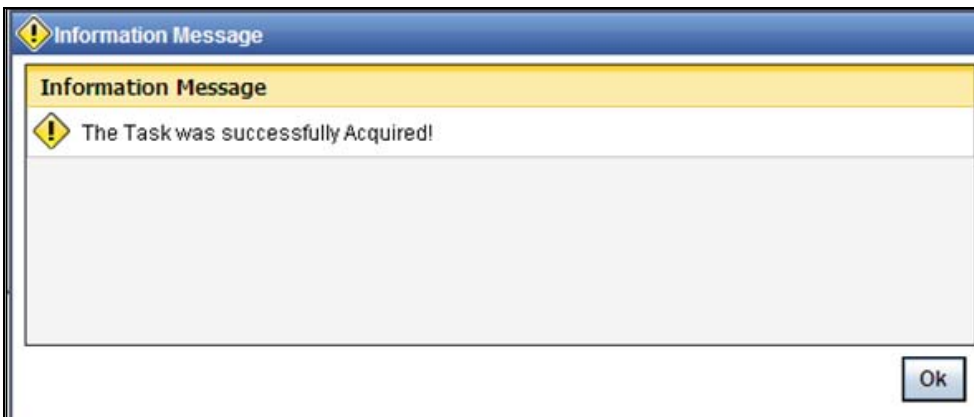 Information Message
Information Message
The Task was successfully Acquired!
Ok